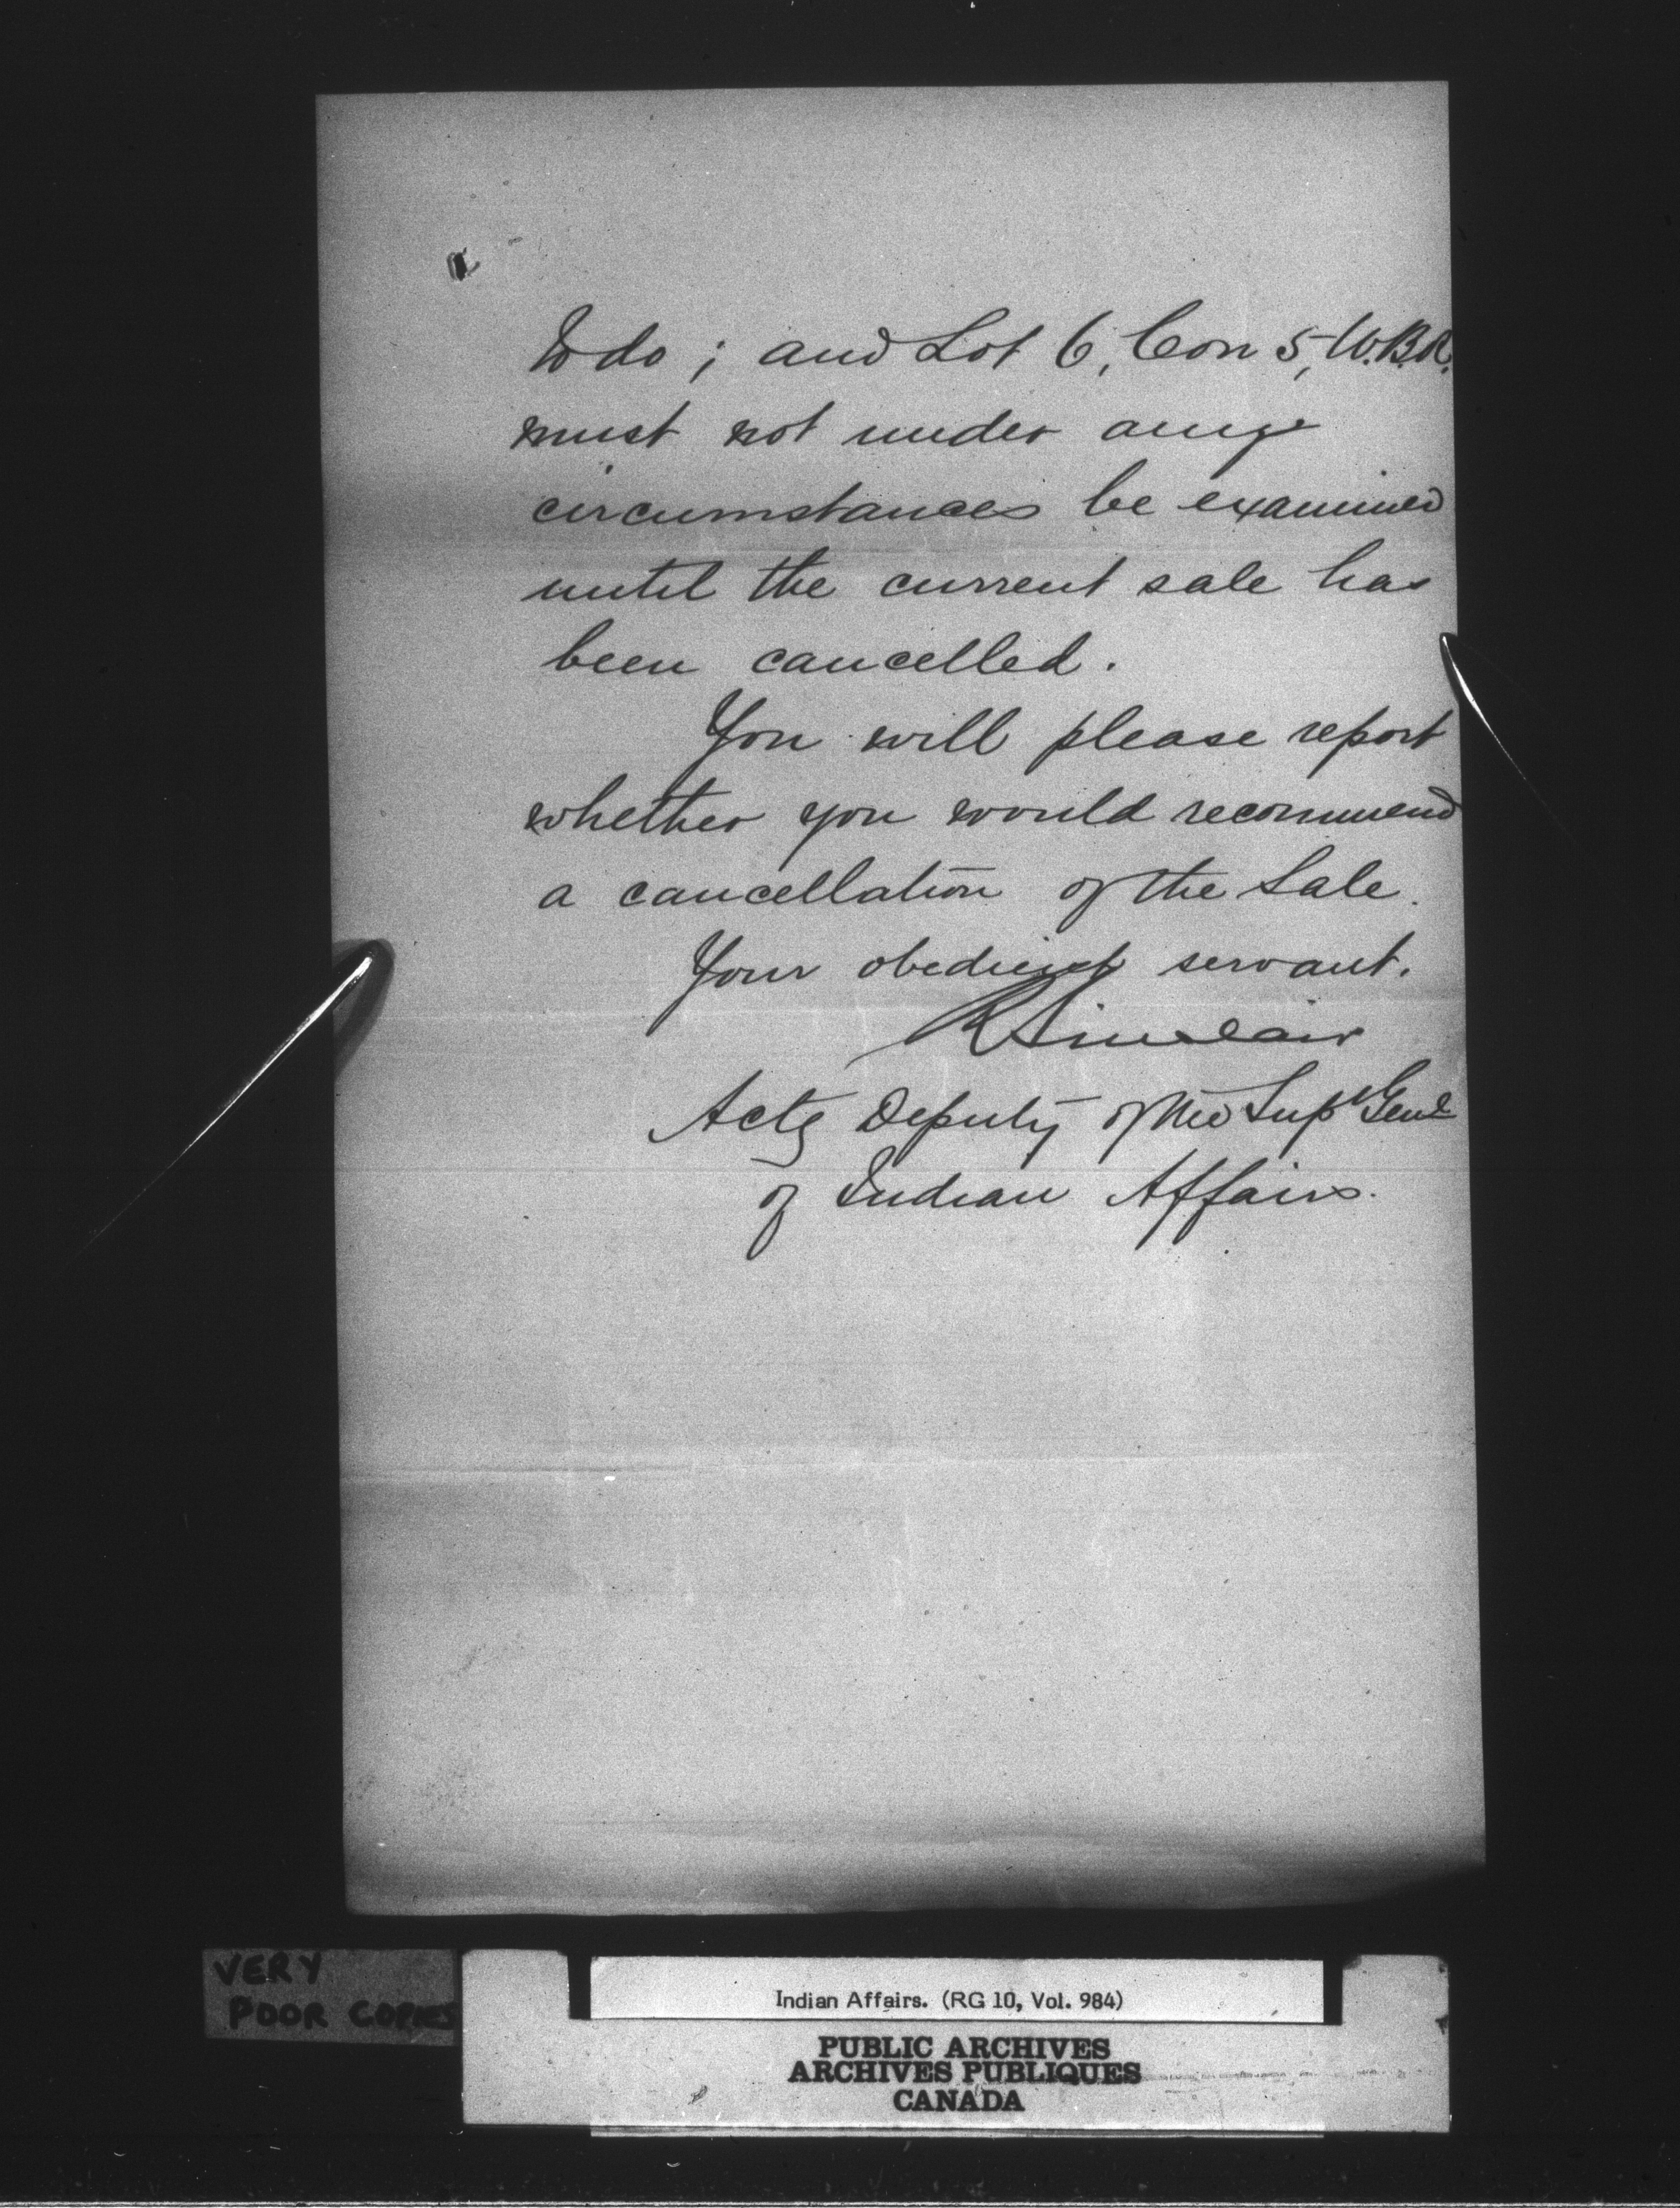 to do ; and Lot 6, Con 5, W.B.R.
must not under any
circumstances be examined
until the current sale has
been cancelled.
You will please report
whether you would recommend
a cancellation of the Sale.
Your obedient servant.
R Sinclair
Actg Deputy of the Supt Genl
of Indian Affairs.
VERY
POOR COPIES
Indian Affairs. (RG 10, Vol. 984)
PUBLIC ARCHIVES
ARCHIVES PUBLIQUES
CANADA